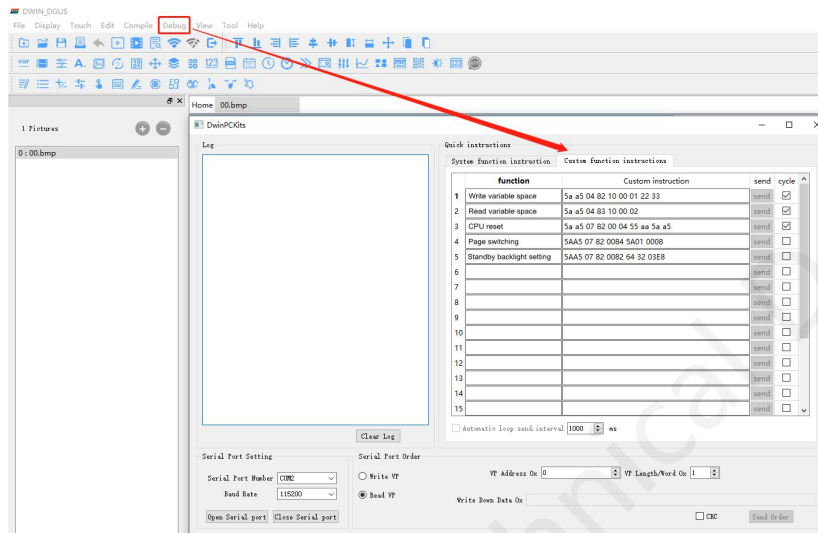 DWIN_DGUS
File Display Touch Edit Compile Debug View Tool Help
var A. 123
Home 00.bmp
1 Pictures
0 : 00.bmp
DwinPCKits
Log
Quick instructions
System function instruction Custom function instructions
function Custom instruction send cycle
1 Write variable space 5a a5 04 82 10 00 01 22 33 send
2 Read variable space 5a a5 04 83 10 00 02 send
3 CPU reset 5a a5 07 82 00 04 55 aa 5a a5 send
4 Page switching 5AA5 07 82 0084 5A01 0008 send
5 Standby backlight setting 5AA5 07 82 0082 64 32 03E8 send
6 send
7 send
8 send
9 send
10 send
11 send
12 send
13 send
14 send
15 send
Automatic loop send, interval 1000 ms
Clear Log
Serial Port Setting
Serial Port Number COM2
Baud Rate 115200
Open Serial port Close Serial port
Serial Port Order
Write VP
Read VP
VP Address 0x 0 VP Length/Word 0x 1
Write Down Data 0x
CRC Send Order
nical